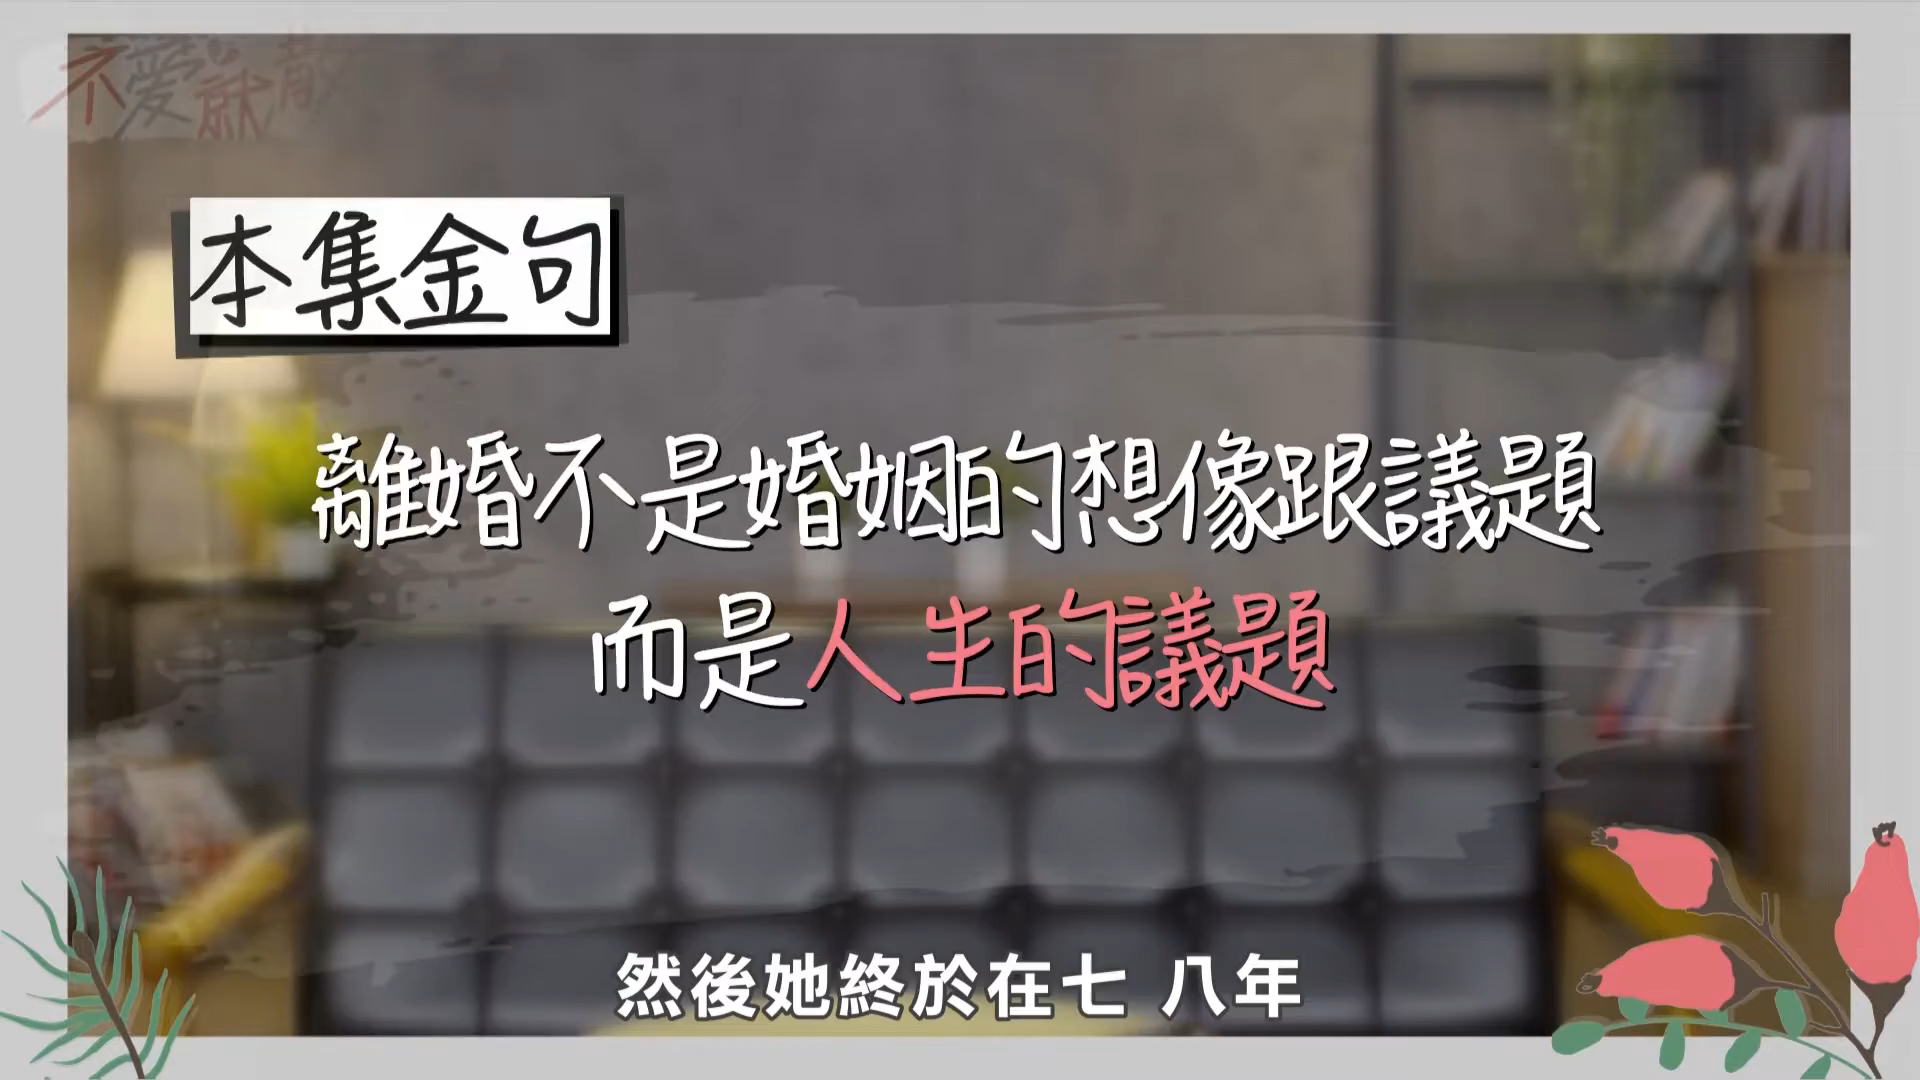 不愛就散
本集金句
離婚不是婚姻的想像跟議題
而是人生的議題
然後她終於在七 八年